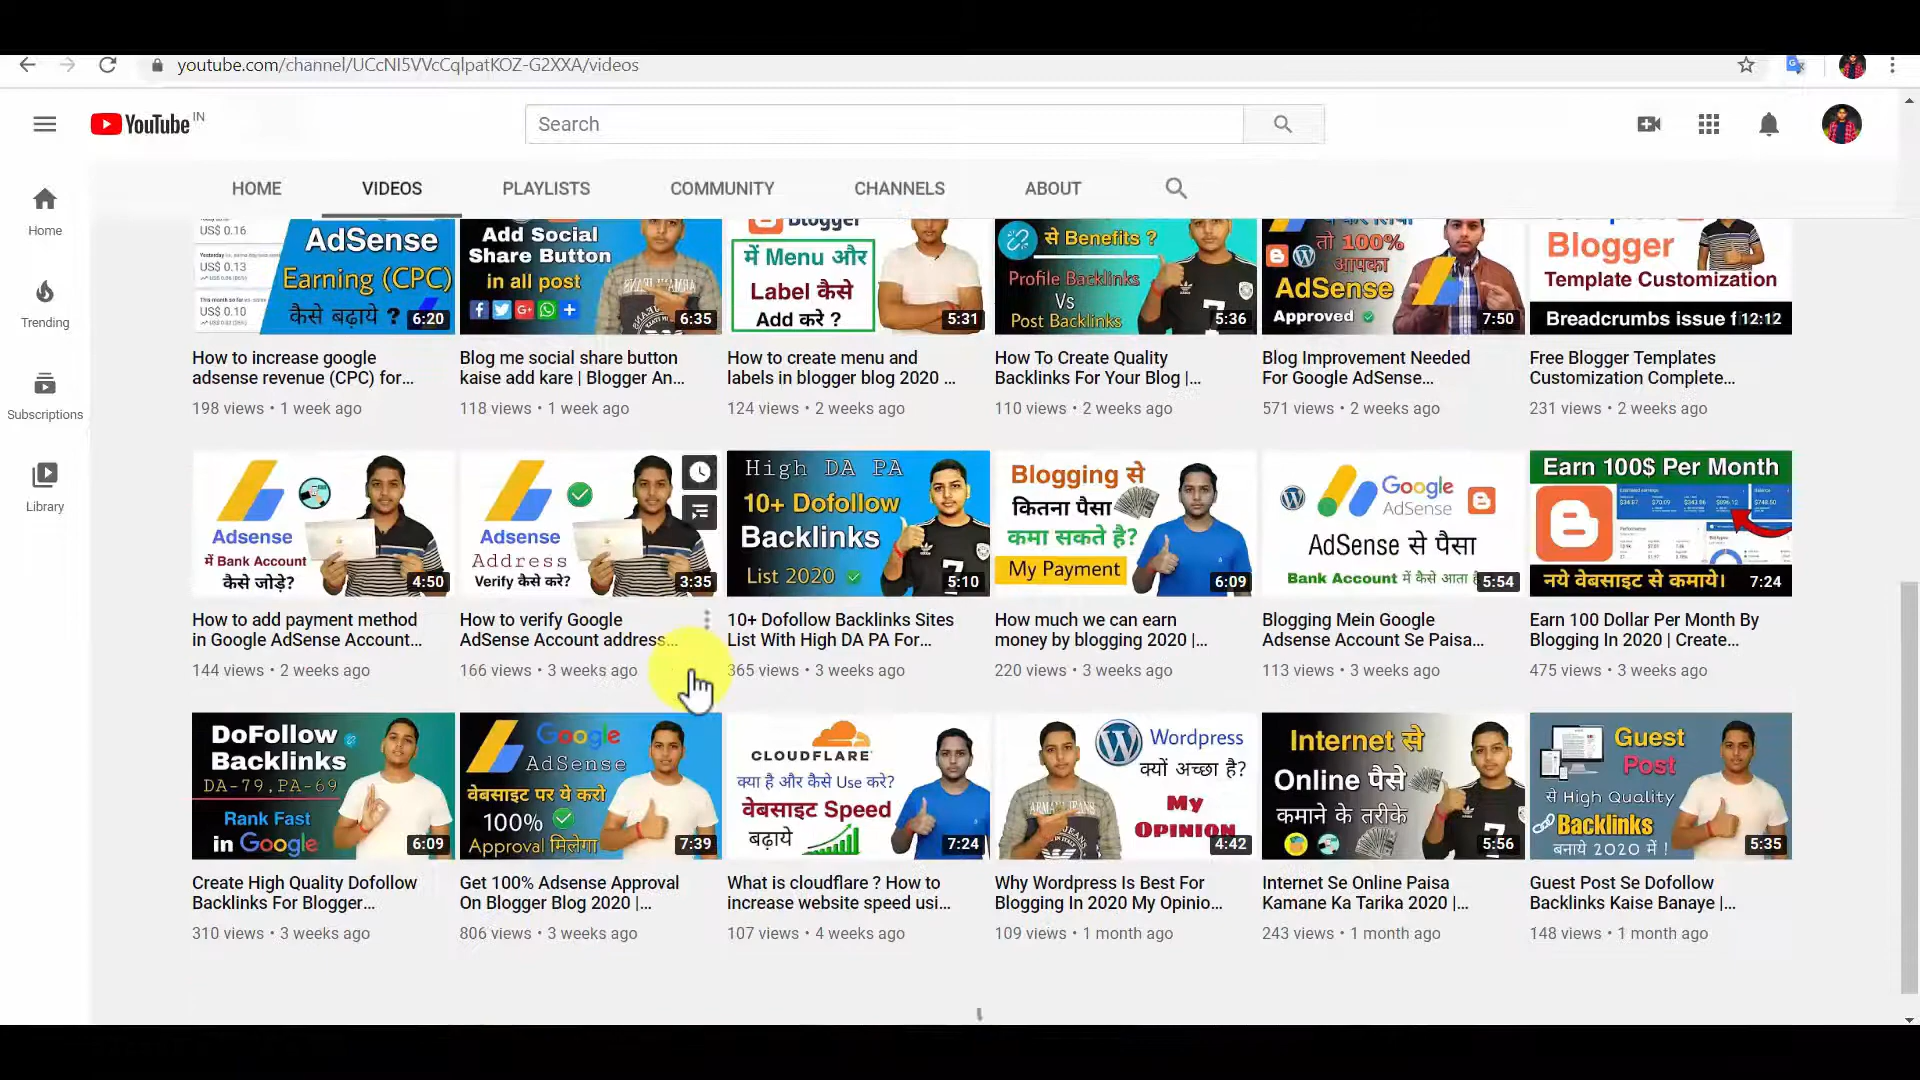 youtube.com/channel/UCcNI5VVcCqlpatKOZ-G2XXA/videos
YouTube IN
Search
HOME VIDEOS PLAYLISTS COMMUNITY CHANNELS ABOUT
Home
Trending
Subscriptions
Library
US$ 0.16
US$ 0.13
US$ 0.10
AdSense
Earning (CPC)
कैसे बढ़ाये ?
6:20
Add Social
Share Button
in all post
6:35
Blogger
में Menu और
Label कैसे
Add करे ?
5:31
से Benefits ?
Profile Backlinks
Vs
Post Backlinks
5:36
तो 100%
आपका
AdSense
Approved
7:50
Blogger
Template Customization
Breadcrumbs issue
12:12
How to increase google
adsense revenue (CPC) for...
198 views • 1 week ago
Blog me social share button
kaise add kare | Blogger An...
118 views • 1 week ago
How to create menu and
labels in blogger blog 2020 ...
124 views • 2 weeks ago
How To Create Quality
Backlinks For Your Blog |...
110 views • 2 weeks ago
Blog Improvement Needed
For Google AdSense...
571 views • 2 weeks ago
Free Blogger Templates
Customization Complete...
231 views • 2 weeks ago
Adsense
में Bank Account
कैसे जोड़े?
4:50
Adsense
Address
Verify कैसे करे?
3:35
High DA PA
10+ Dofollow
Backlinks
List 2020
5:10
Blogging से
कितना पैसा
कमा सकते है?
My Payment
6:09
Google
AdSense
AdSense से पैसा
Bank Account में कैसे आता
5:54
Earn 100$ Per Month
नये वेबसाइट से कमाये।
7:24
How to add payment method
in Google AdSense Account...
144 views • 2 weeks ago
How to verify Google
AdSense Account address...
166 views • 3 weeks ago
10+ Dofollow Backlinks Sites
List With High DA PA For...
365 views • 3 weeks ago
How much we can earn
money by blogging 2020 |...
220 views • 3 weeks ago
Blogging Mein Google
Adsense Account Se Paisa...
113 views • 3 weeks ago
Earn 100 Dollar Per Month By
Blogging In 2020 | Create...
475 views • 3 weeks ago
DoFollow
Backlinks
DA-79,PA-69
Rank Fast
in Google
6:09
Google
AdSense
वेबसाइट पर ये करो
100%
Approval मिलेगा
7:39
CLOUDFLARE
क्या है और कैसे Use करे?
वेबसाइट Speed
बढ़ाये
7:24
Wordpress
क्यों अच्छा है?
My
Opinion
4:42
Internet से
Online पैसे
कमाने के तरीके
5:56
Guest
Post
से High Quality
Backlinks
बनाये 2020 में !
5:35
Create High Quality Dofollow
Backlinks For Blogger...
310 views • 3 weeks ago
Get 100% Adsense Approval
On Blogger Blog 2020 |...
806 views • 3 weeks ago
What is cloudflare ? How to
increase website speed usi...
107 views • 4 weeks ago
Why Wordpress Is Best For
Blogging In 2020 My Opinio...
109 views • 1 month ago
Internet Se Online Paisa
Kamane Ka Tarika 2020 |...
243 views • 1 month ago
Guest Post Se Dofollow
Backlinks Kaise Banaye |...
148 views • 1 month ago